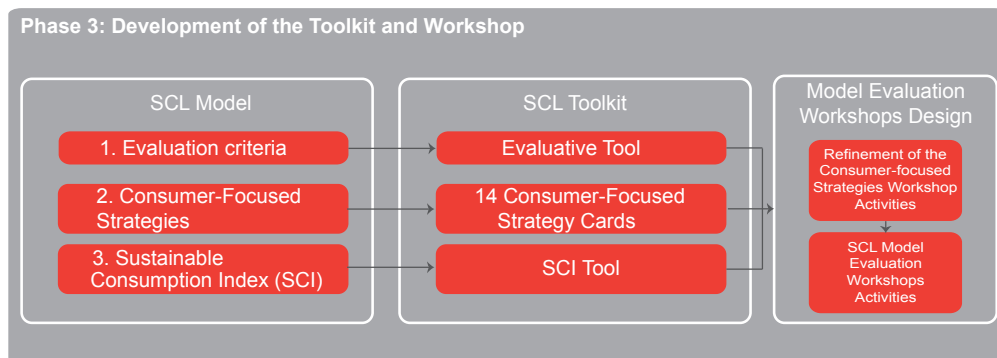 Phase 3: Development of the Toolkit and Workshop
SCL Model
1. Evaluation criteria
2. Consumer-Focused
Strategies
3. Sustainable
Consumption Index (SCI)
SCL Toolkit
Evaluative Tool
14 Consumer-Focused
Strategy Cards
SCI Tool
Model Evaluation
Workshops Design
Refinement of the
Consumer-focused
Strategies Workshop
Activities
SCL Model
Evaluation
Workshops
Activities